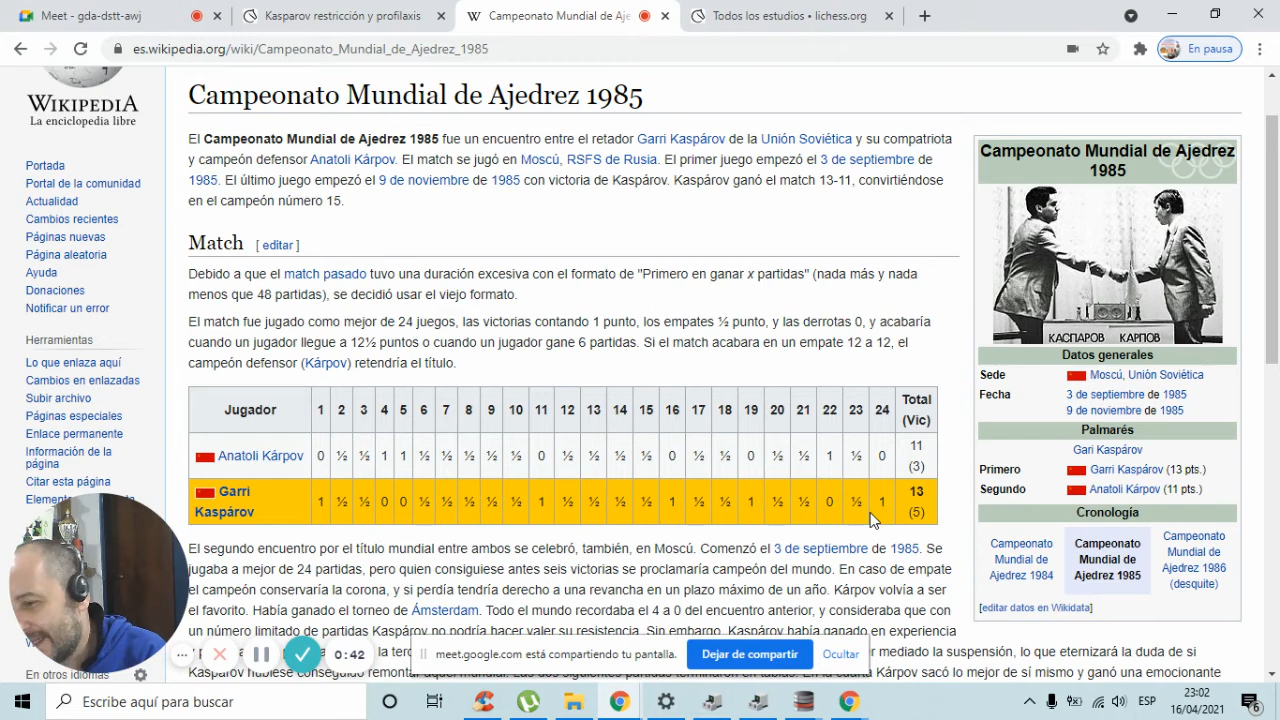 Meet - gda-dstt-awj
Kasparov restricción y profilaxis
Campeonato Mundial de Aje
Todos los estudios • lichess.org
es.wikipedia.org/wiki/Campeonato_Mundial_de_Ajedrez_1985
En pausa
WIKIPEDIA
La enciclopedia libre
Portada
Portal de la comunidad
Actualidad
Cambios recientes
Páginas nuevas
Página aleatoria
Ayuda
Donaciones
Notificar un error
Herramientas
Lo que enlaza aquí
Cambios en enlazadas
Subir archivo
Páginas especiales
Enlace permanente
Información de la
página
Citar esta página
En otros idiomas
Campeonato Mundial de Ajedrez 1985
El Campeonato Mundial de Ajedrez 1985 fue un encuentro entre el retador Garri Kaspárov de la Unión Soviética y su compatriota
y campeón defensor Anatoli Kárpov. El match se jugó en Moscú, RSFS de Rusia. El primer juego empezó el 3 de septiembre de
1985. El último juego empezó el 9 de noviembre de 1985 con victoria de Kaspárov. Kaspárov ganó el match 13-11, convirtiéndose
en el campeón número 15.
Match [ editar ]
Debido a que el match pasado tuvo una duración excesiva con el formato de "Primero en ganar x partidas" (nada más y nada
menos que 48 partidas), se decidió usar el viejo formato.
El match fue jugado como mejor de 24 juegos, las victorias contando 1 punto, los empates ½ punto, y las derrotas 0, y acabaría
cuando un jugador llegue a 12½ puntos o cuando un jugador gane 6 partidas. Si el match acabara en un empate 12 a 12, el
campeón defensor (Kárpov) retendría el título.
Jugador 1 2 3 4 5 6 7 8 9 10 11 12 13 14 15 16 17 18 19 20 21 22 23 24 Total
(Vic)
Anatoli Kárpov 0 ½ ½ 1 1 ½ ½ ½ ½ ½ 0 ½ ½ ½ ½ 0 ½ ½ 0 ½ ½ 1 ½ 0 11
(3)
Garri
Kaspárov 1 ½ ½ 0 0 ½ ½ ½ ½ ½ 1 ½ ½ ½ ½ 1 ½ ½ 1 ½ ½ 0 ½ 1 13
(5)
El segundo encuentro por el título mundial entre ambos se celebró, también, en Moscú. Comenzó el 3 de septiembre de 1985. Se
jugaba a mejor de 24 partidas, pero quien consiguiese antes seis victorias se proclamaría campeón del mundo. En caso de empate
el campeón conservaría la corona, y si perdía tendría derecho a una revancha en un plazo máximo de un año. Kárpov volvía a ser
el favorito. Había ganado el torneo de Ámsterdam. Todo el mundo recordaba el 4 a 0 del encuentro anterior, y consideraba que con
un número limitado de partidas Kaspárov no podría hacer valer su resistencia. Sin embargo, Kaspárov había ganado en experiencia
mediado la suspensión, lo que eternizará la duda de si
Campeonato Mundial de Ajedrez
1985
КАСПАРОВ КАРПОВ
Datos generales
Sede Moscú, Unión Soviética
Fecha 3 de septiembre de 1985
9 de noviembre de 1985
Palmarés
Gari Kaspárov
Primero Garri Kaspárov (13 pts.)
Segundo Anatoli Kárpov (11 pts.)
Cronología
Campeonato
Mundial de
Ajedrez 1984
Campeonato
Mundial de
Ajedrez 1985
Campeonato
Mundial de
Ajedrez 1986
(desquite)
[editar datos en Wikidata]
0:42
meet.google.com está compartiendo tu pantalla.
Dejar de compartir
Ocultar
Escribe aquí para buscar
ESP
23:02
16/04/2021
6